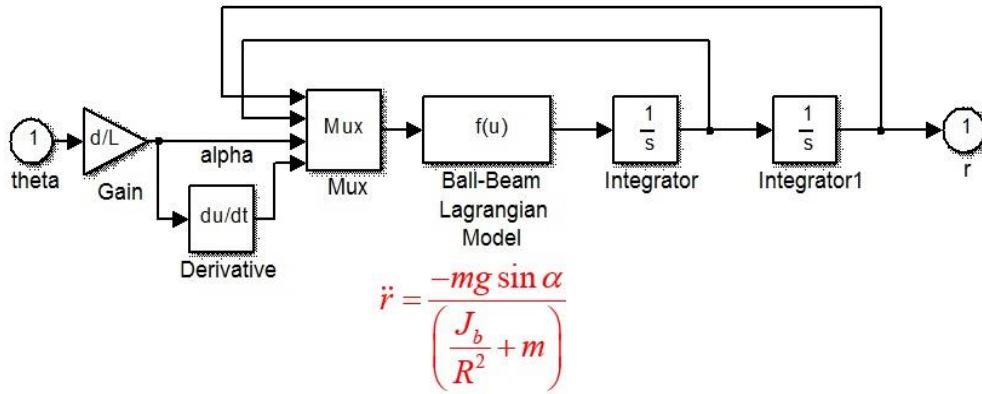 1
theta
d/L
Gain
alpha
du/dt
Derivative
Mux
Mux
f(u)
Ball-Beam
Lagrangian
Model
1
s
Integrator
1
s
Integrator1
1
r
r̈ = −mg sin α / (J_b / R² + m)